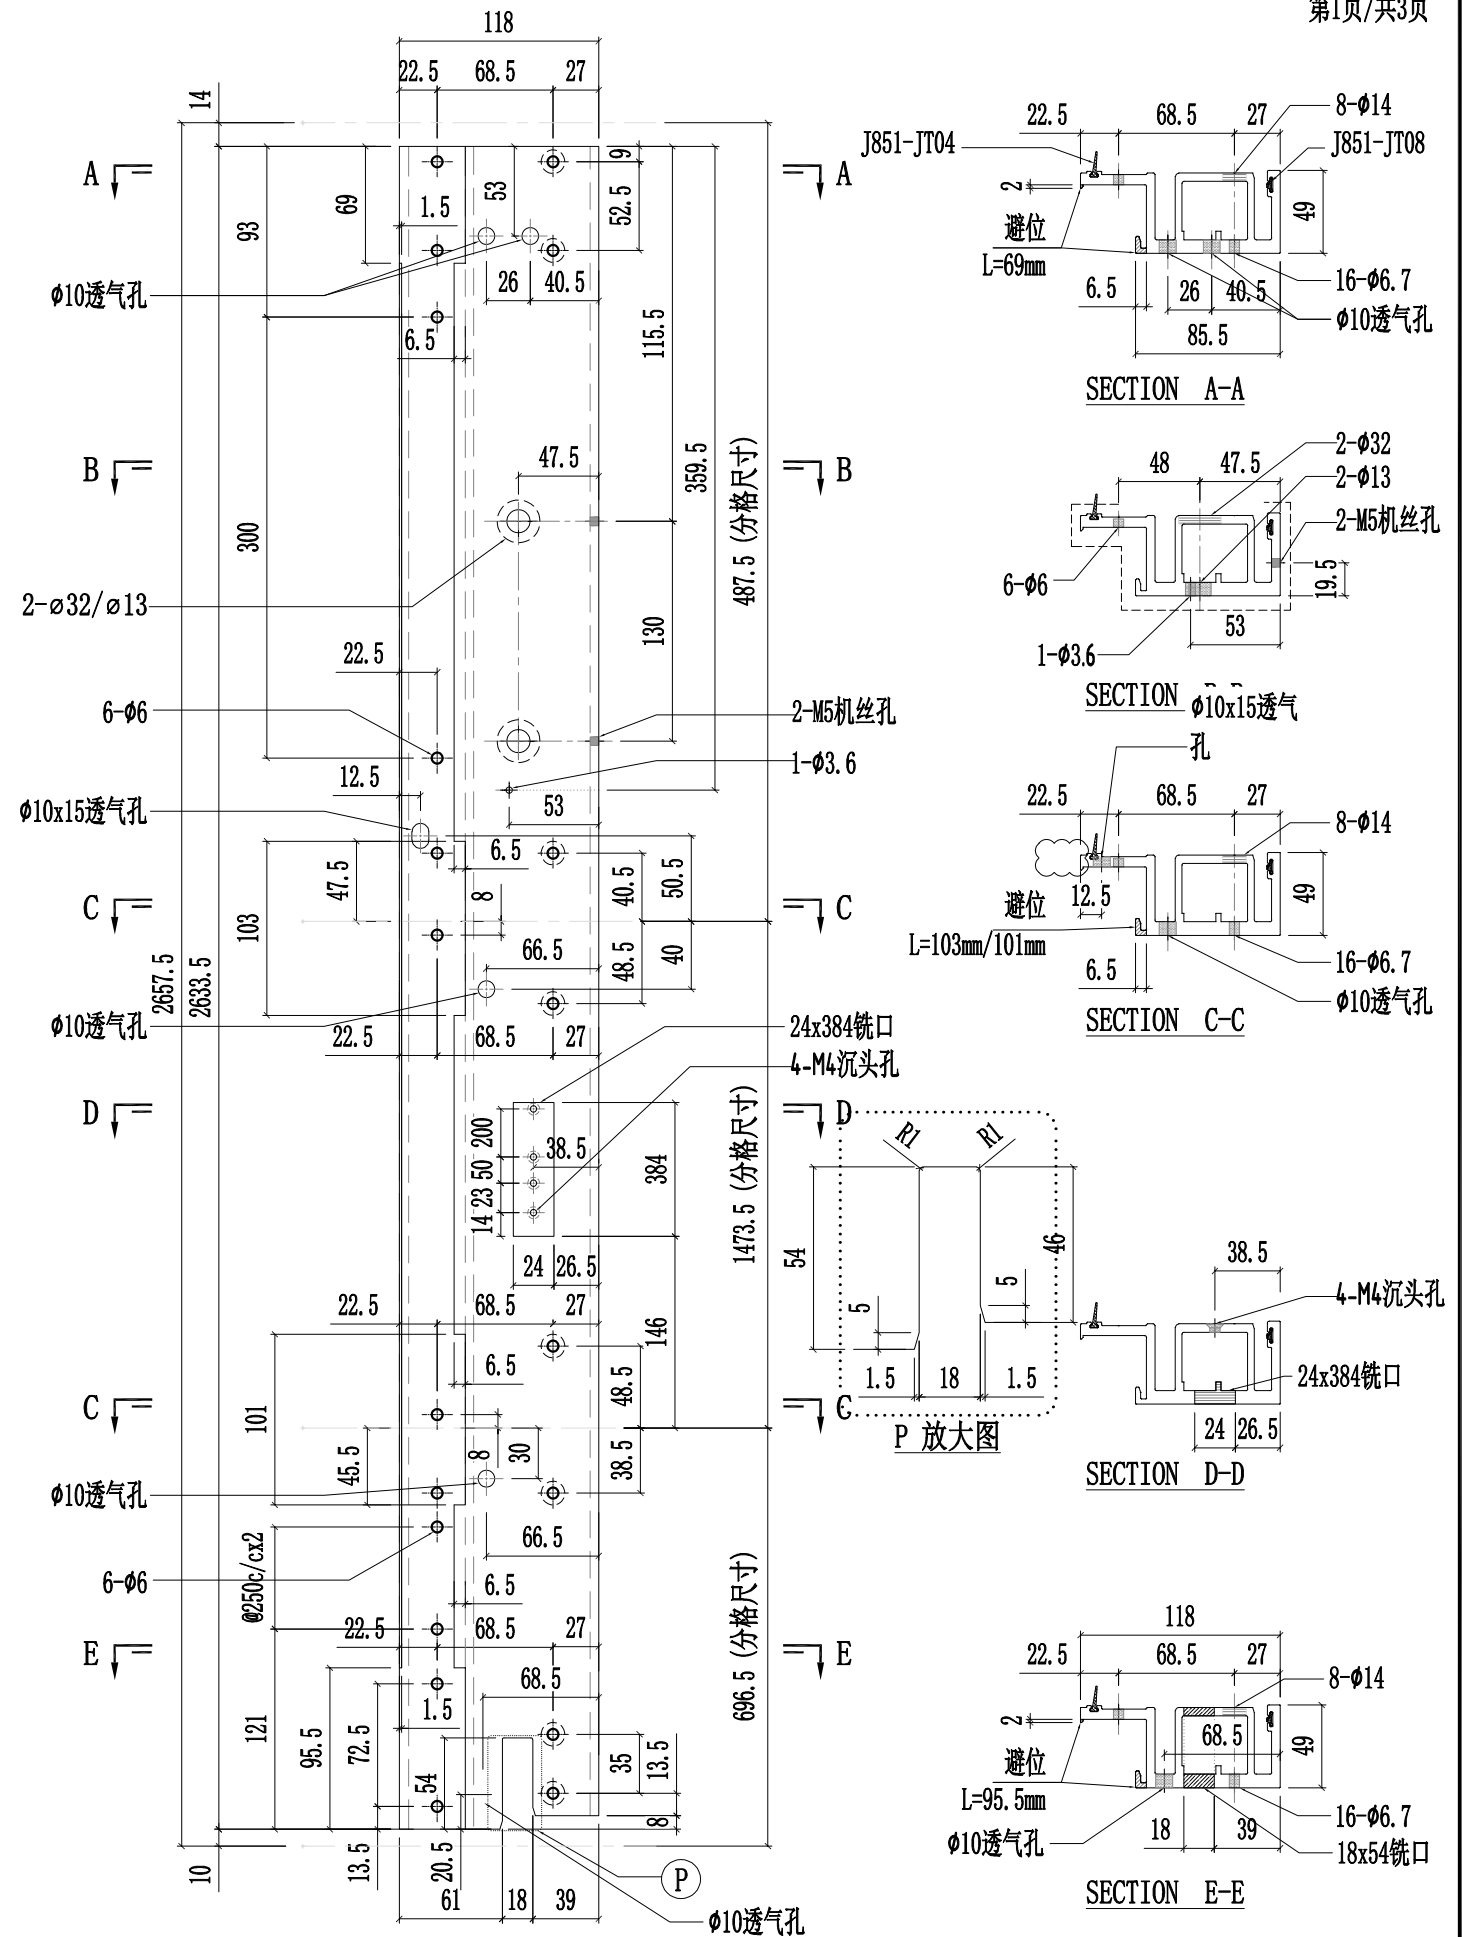 第1页/共3页
118
22.5
68.5
27
14
A
A
9
53
52.5
69
1.5
93
Φ10透气孔
26
40.5
6.5
115.5
359.5
487.5 (分格尺寸)
B
B
47.5
300
2-⌀32/⌀13
130
22.5
6-Φ6
2-M5机丝孔
12.5
1-Φ3.6
Φ10x15透气孔
53
6.5
47.5
8
40.5
50.5
C
C
103
66.5
48.5
40
2657.5
2633.5
Φ10透气孔
22.5
68.5
27
24x384铣口
4-M4沉头孔
D
D
200
38.5
50
23
14
384
1473.5 (分格尺寸)
24
26.5
22.5
68.5
27
146
6.5
48.5
C
C
101
8
30
45.5
38.5
Φ10透气孔
66.5
@250c/cx2
6-Φ6
6.5
22.5
68.5
27
696.5 (分格尺寸)
E
E
68.5
1.5
121
95.5
72.5
54
35
13.5
8
10
13.5
20.5
61
18
39
P
Φ10透气孔
22.5
68.5
27
8-Φ14
J851-JT04
J851-JT08
2
避位
L=69mm
49
6.5
26
40.5
16-Φ6.7
Φ10透气孔
85.5
SECTION A-A
48
47.5
2-Φ32
2-Φ13
2-M5机丝孔
6-Φ6
19.5
53
1-Φ3.6
SECTION
Φ10x15透气
孔
22.5
68.5
27
8-Φ14
避位
12.5
49
L=103mm/101mm
16-Φ6.7
6.5
Φ10透气孔
SECTION C-C
R1
R1
54
46
5
5
1.5
18
1.5
P 放大图
38.5
4-M4沉头孔
24x384铣口
24
26.5
SECTION D-D
118
22.5
68.5
27
8-Φ14
2
68.5
49
避位
L=95.5mm
Φ10透气孔
18
39
16-Φ6.7
18x54铣口
SECTION E-E